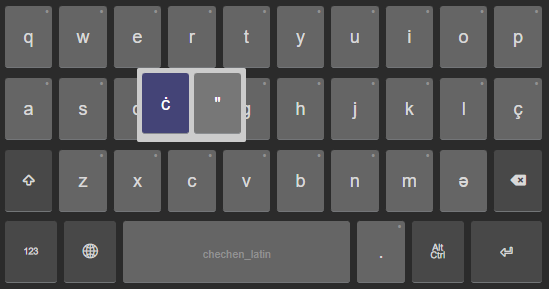 q w e r t y u i o p
ċ "
a s g h j k l ç
z x c v b n m ə
123 chechen_latin . Alt
Ctrl